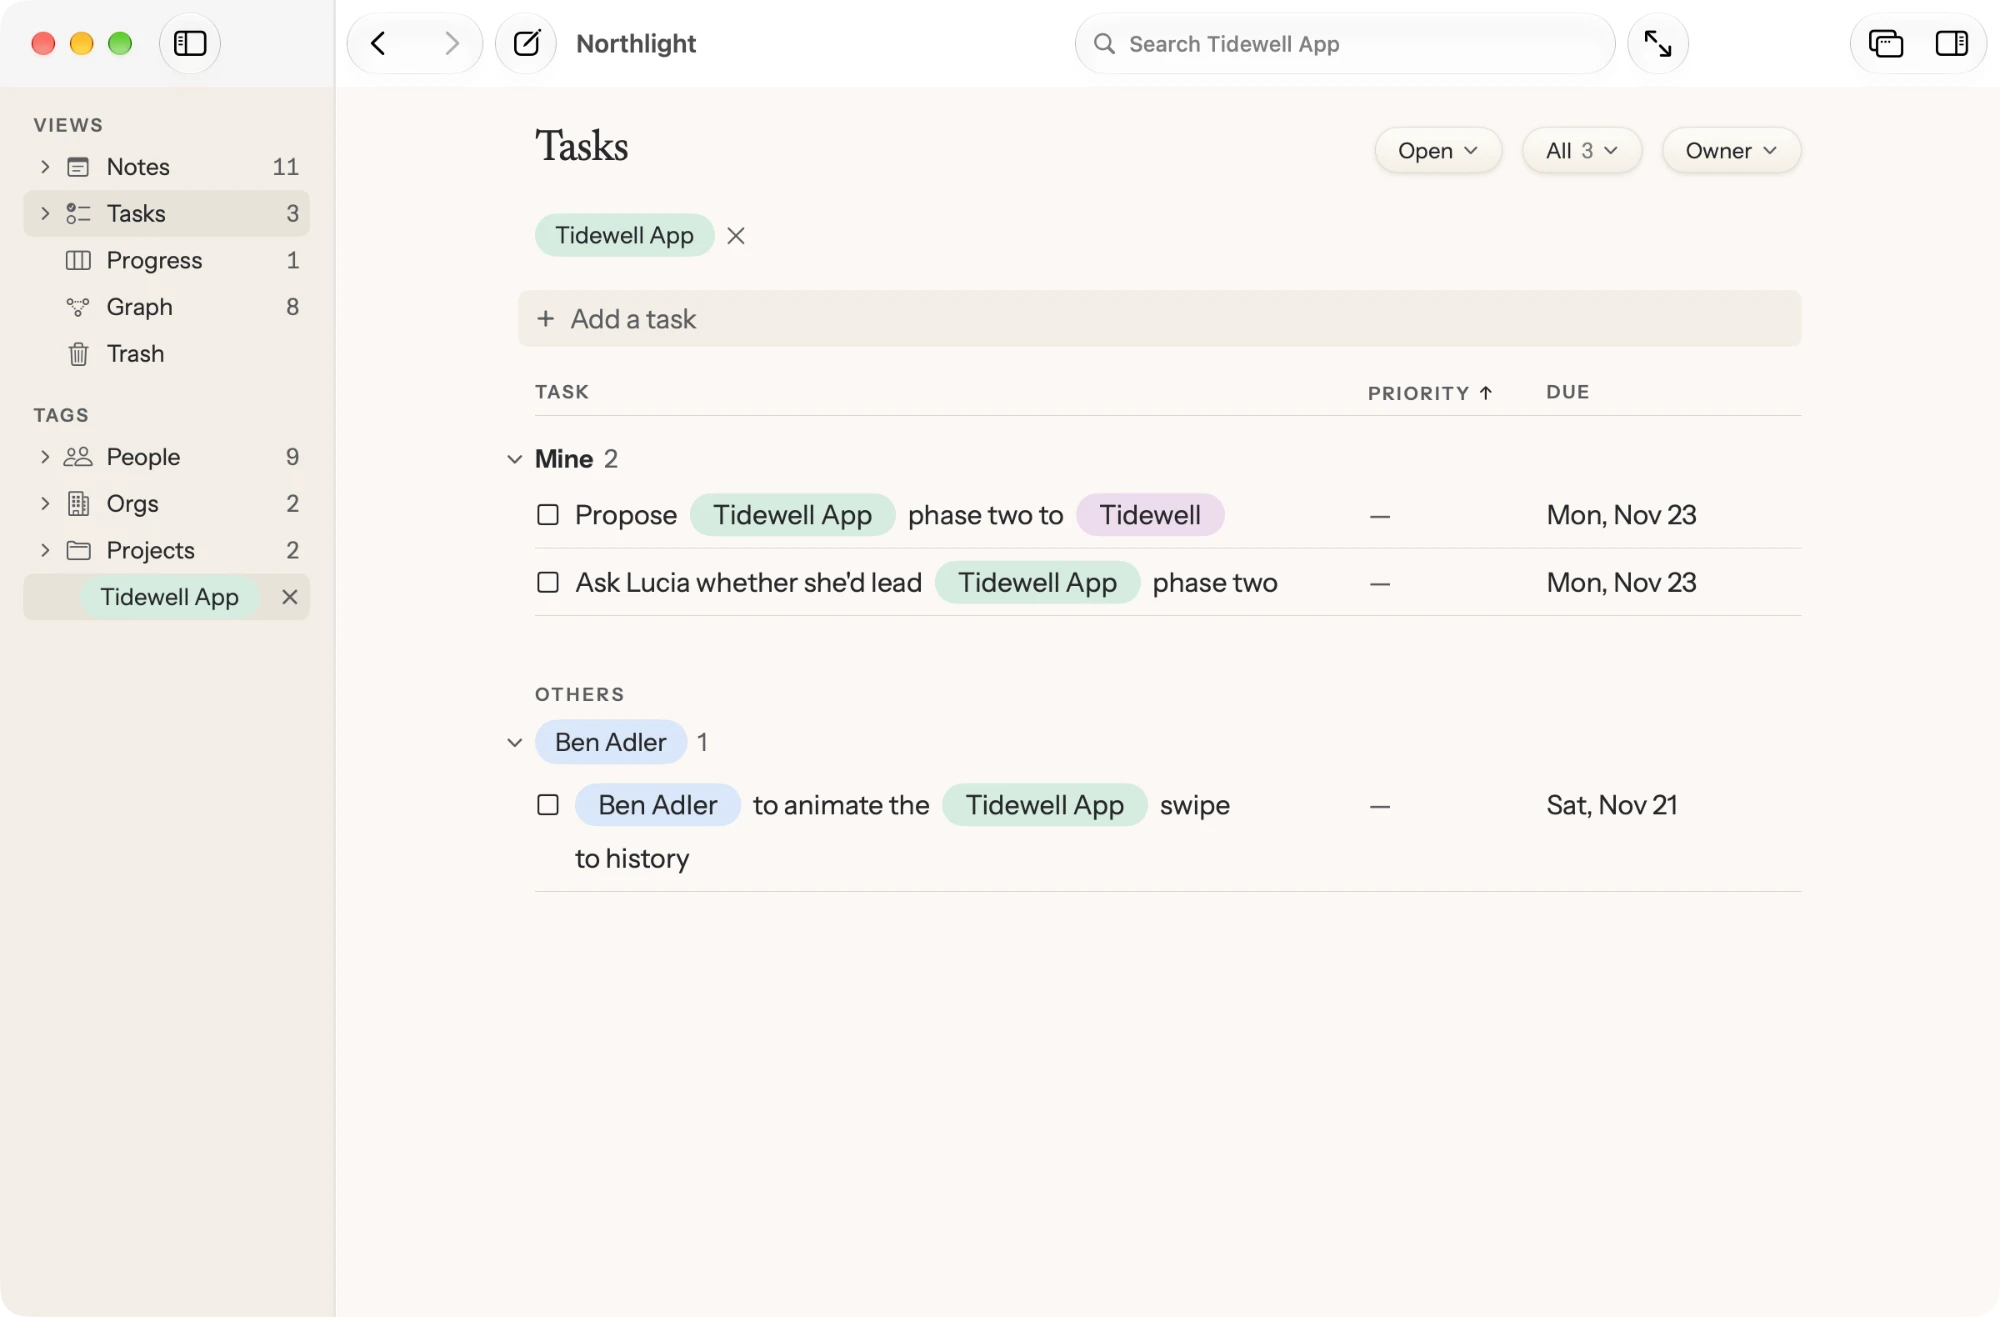 Northlight
Search Tidewell App
VIEWS
Notes 11
Tasks 3
Progress 1
Graph 8
Trash
TAGS
People 9
Orgs 2
Projects 2
Tidewell App
Tasks
Open
All 3
Owner
Tidewell App
+ Add a task
TASK PRIORITY ↑ DUE
Mine 2
Propose Tidewell App phase two to Tidewell — Mon, Nov 23
Ask Lucia whether she'd lead Tidewell App phase two — Mon, Nov 23
OTHERS
Ben Adler 1
Ben Adler to animate the Tidewell App swipe — Sat, Nov 21
to history